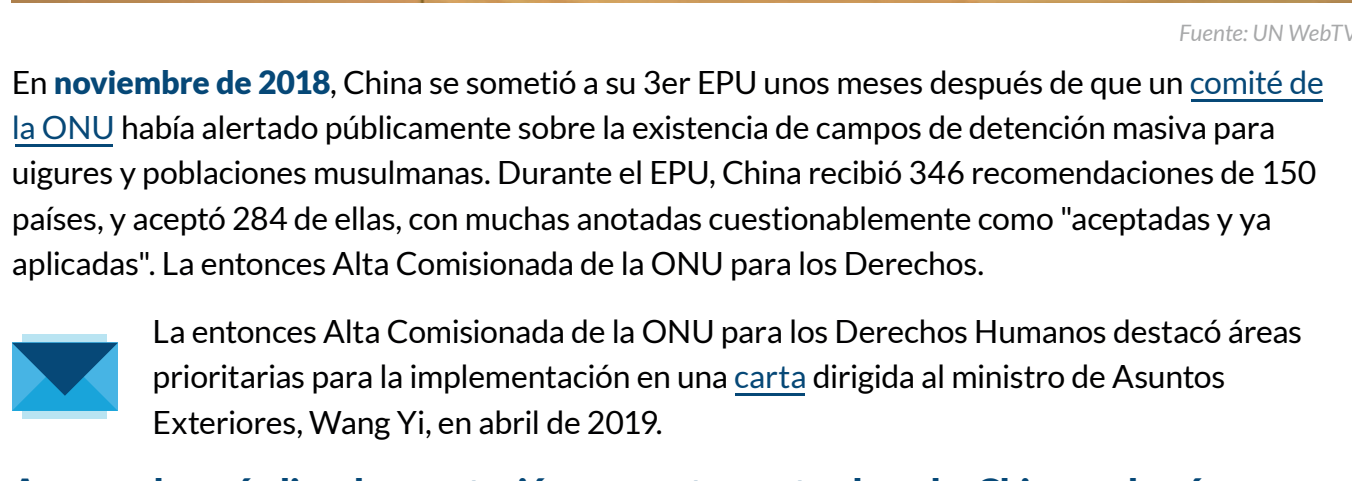 Fuente: UN WebTV
En noviembre de 2018, China se sometió a su 3er EPU unos meses después de que un comité de
la ONU había alertado públicamente sobre la existencia de campos de detención masiva para
uigures y poblaciones musulmanas. Durante el EPU, China recibió 346 recomendaciones de 150
países, y aceptó 284 de ellas, con muchas anotadas cuestionablemente como "aceptadas y ya
aplicadas". La entonces Alta Comisionada de la ONU para los Derechos.
La entonces Alta Comisionada de la ONU para los Derechos Humanos destacó áreas
prioritarias para la implementación en una carta dirigida al ministro de Asuntos
Exteriores, Wang Yi, en abril de 2019.